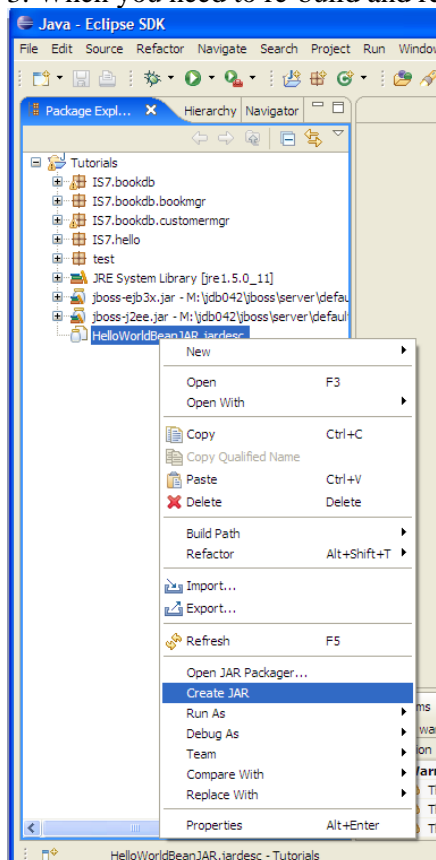 Java - Eclipse SDK
File Edit Source Refactor Navigate Search Project Run
Package Expl... Hierarchy Navigator
Tutorials
IS7.bookdb
IS7.bookdb.bookmgr
IS7.bookdb.customermgr
IS7.hello
test
JRE System Library [jre1.5.0_11]
jboss-ejb3x.jar - M:\jdb042\jboss\server\defau
jboss-j2ee.jar - M:\jdb042\jboss\server\default
HelloWorldBeanJAR.jardesc
New
Open F3
Open With
Copy Ctrl+C
Copy Qualified Name
Paste Ctrl+V
Delete Delete
Build Path
Refactor Alt+Shift+T
Import...
Export...
Refresh F5
Open JAR Packager...
Create JAR
Run As
Debug As
Team
Compare With
Replace With
Properties Alt+Enter
HelloWorldBeanJAR.jardesc - Tutorials